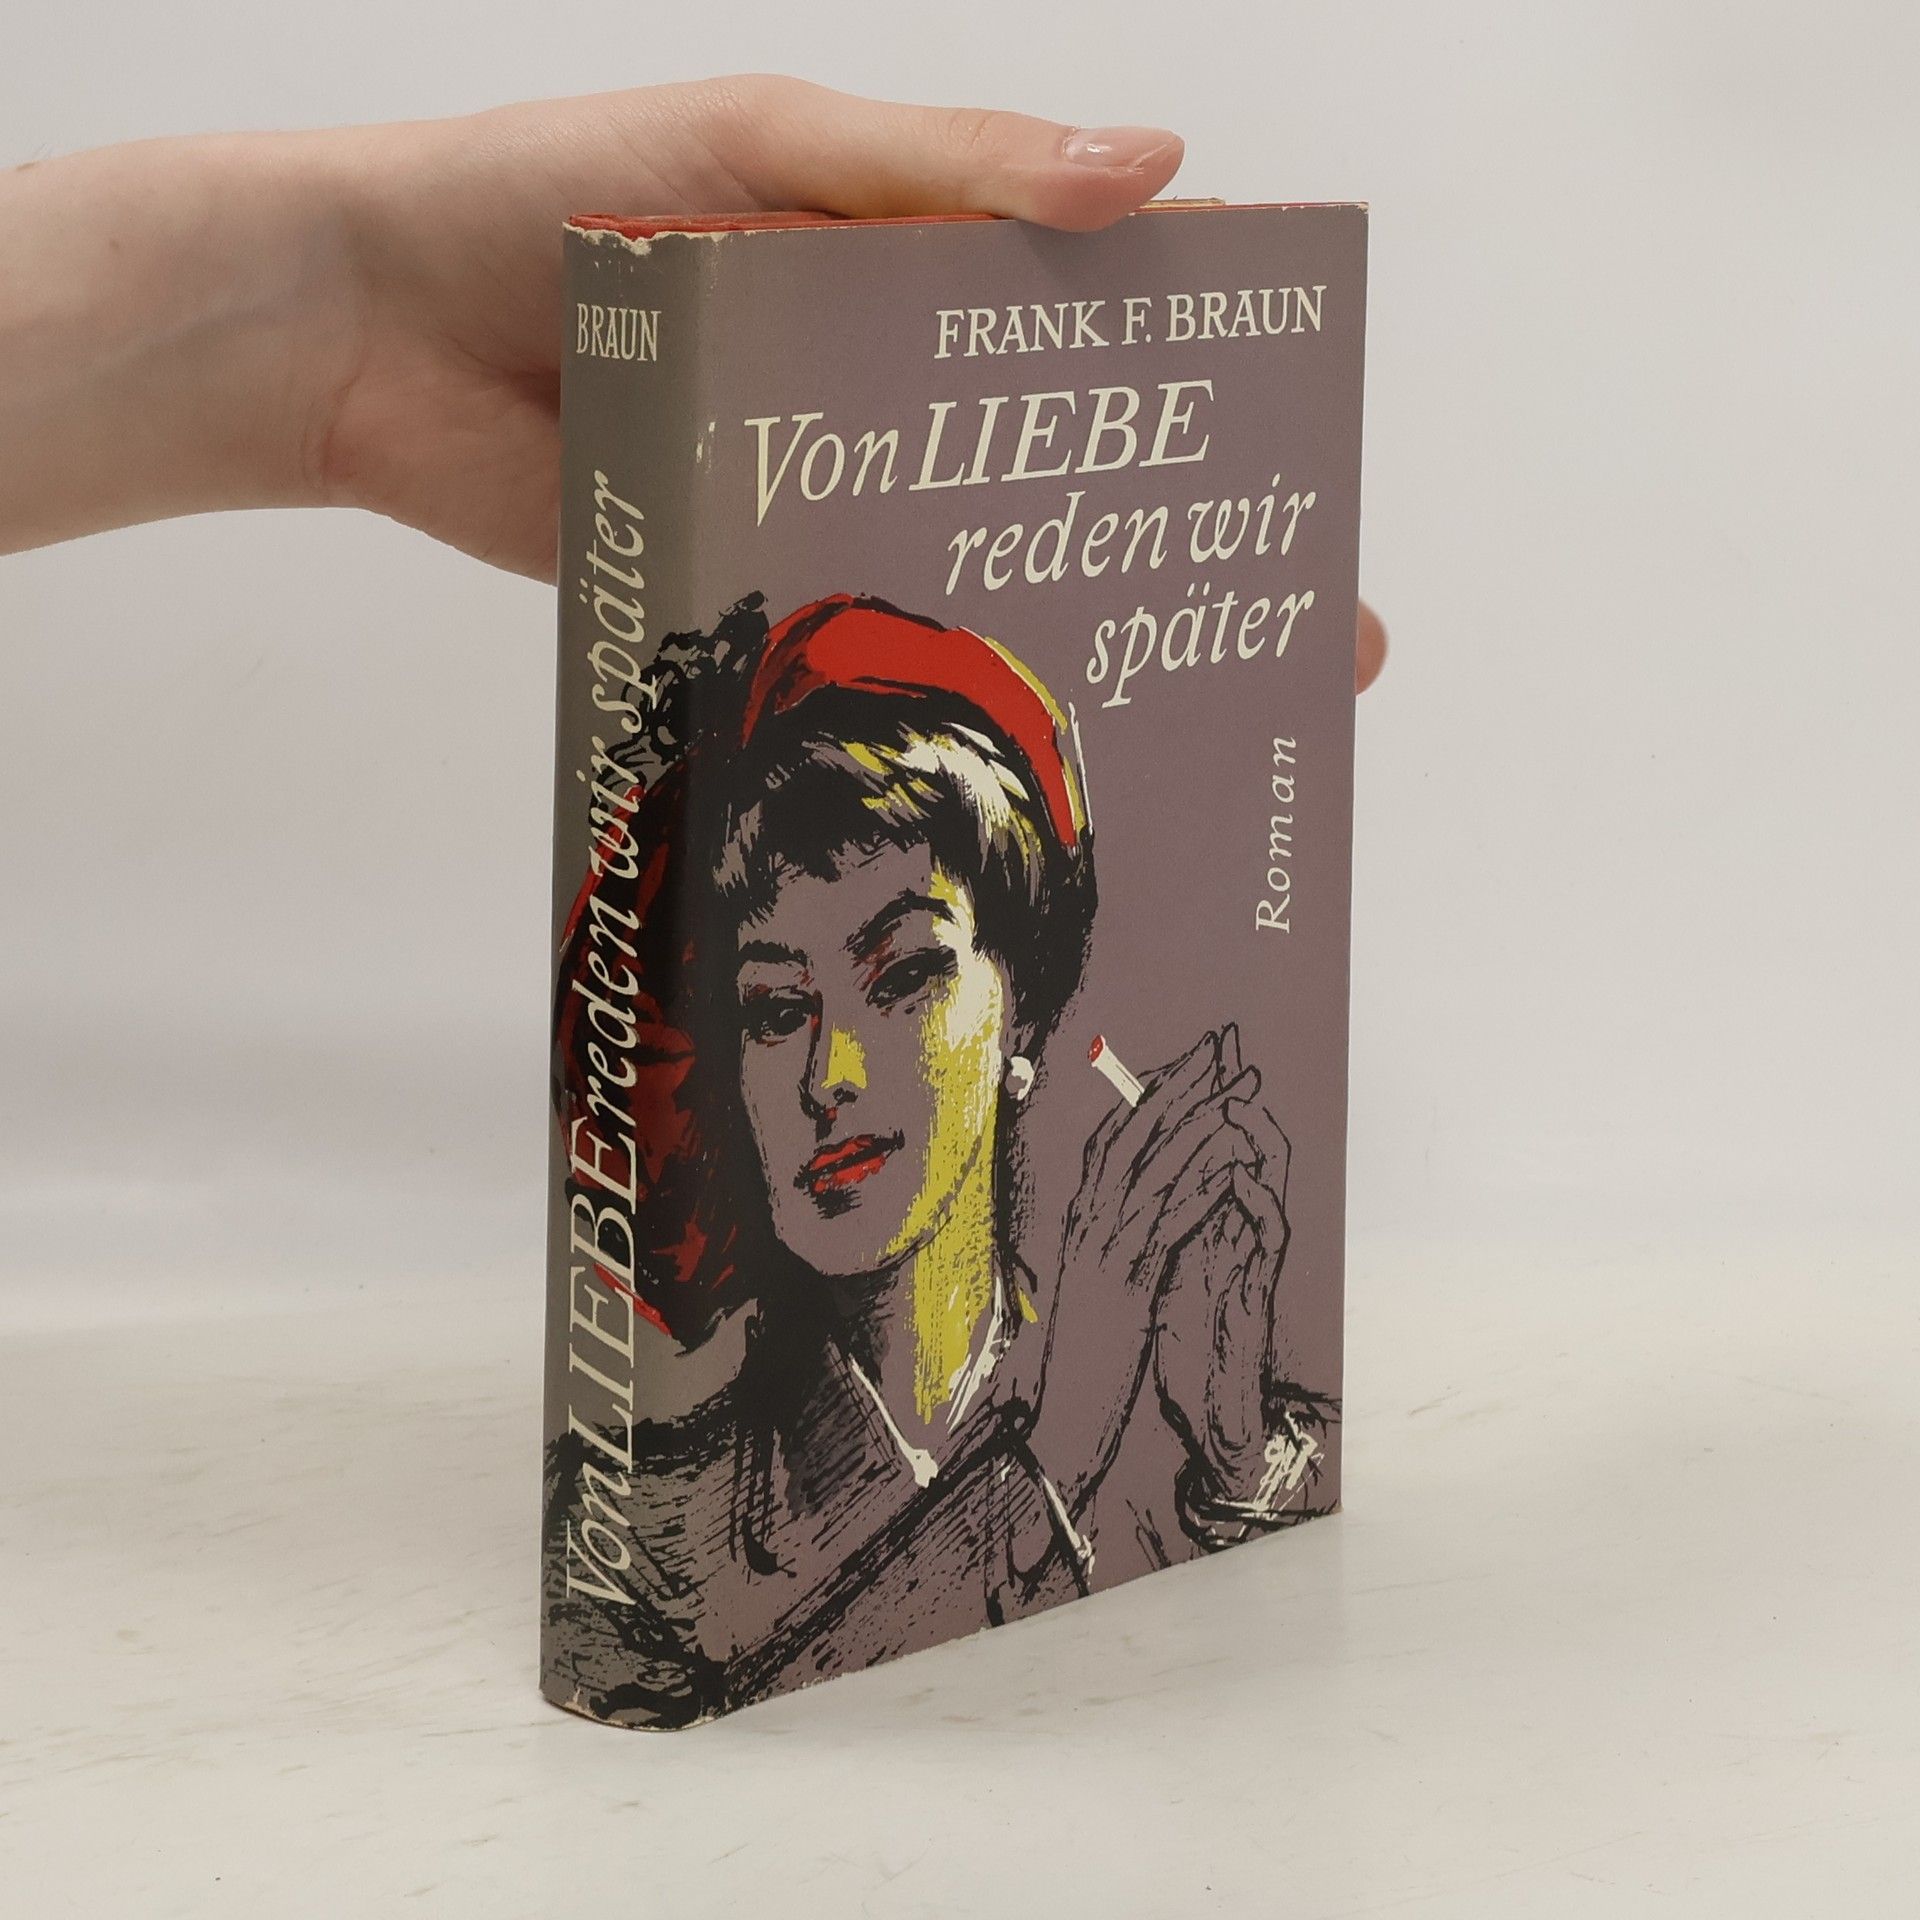 BRAUN
Von LIEBE reden wir später
FRANK F. BRAUN
Von LIEBE
reden wir
später
Roman